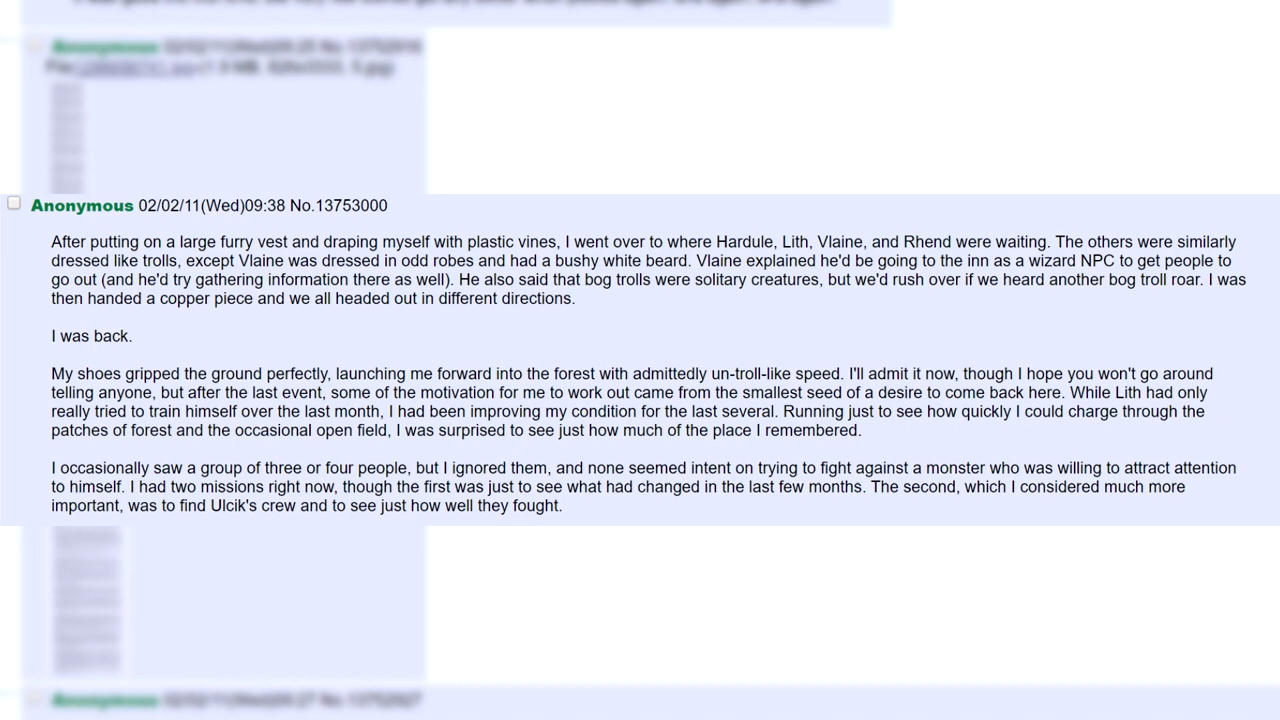 Anonymous 02/02/11(Wed)09:38 No.13753000
After putting on a large furry vest and draping myself with plastic vines, I went over to where Hardule, Lith, Vlaine, and Rhend were waiting. The others were similarly
dressed like trolls, except Vlaine was dressed in odd robes and had a bushy white beard. Vlaine explained he'd be going to the inn as a wizard NPC to get people to
go out (and he'd try gathering information there as well). He also said that bog trolls were solitary creatures, but we'd rush over if we heard another bog troll roar. I was
then handed a copper piece and we all headed out in different directions.
I was back.
My shoes gripped the ground perfectly, launching me forward into the forest with admittedly un-troll-like speed. I'll admit it now, though I hope you won't go around
telling anyone, but after the last event, some of the motivation for me to work out came from the smallest seed of a desire to come back here. While Lith had only
really tried to train himself over the last month, I had been improving my condition for the last several. Running just to see how quickly I could charge through the
patches of forest and the occasional open field, I was surprised to see just how much of the place I remembered.
I occasionally saw a group of three or four people, but I ignored them, and none seemed intent on trying to fight against a monster who was willing to attract attention
to himself. I had two missions right now, though the first was just to see what had changed in the last few months. The second, which I considered much more
important, was to find Ulcik's crew and to see just how well they fought.
Anonymous